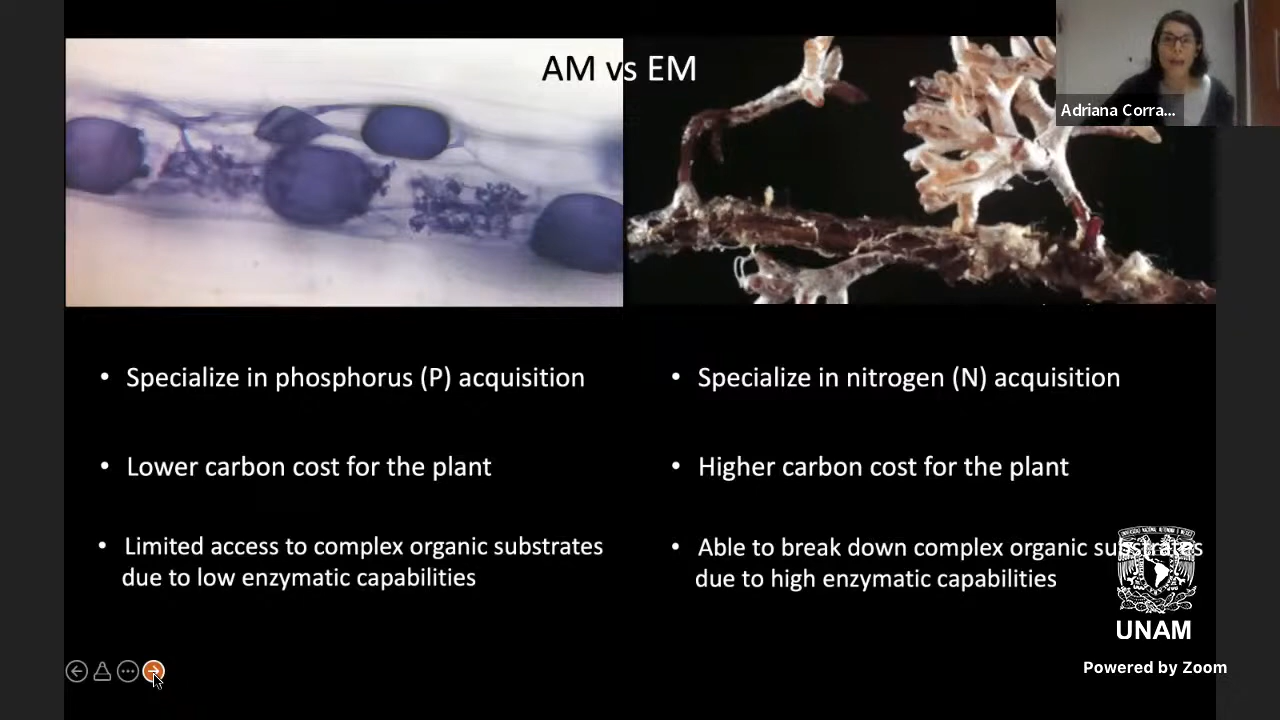 AM vs EM
Adriana Corra...
• Specialize in phosphorus (P) acquisition
• Lower carbon cost for the plant
• Limited access to complex organic substrates
due to low enzymatic capabilities
• Specialize in nitrogen (N) acquisition
• Higher carbon cost for the plant
• Able to break down complex organic substrates
due to high enzymatic capabilities
UNAM
Powered by Zoom